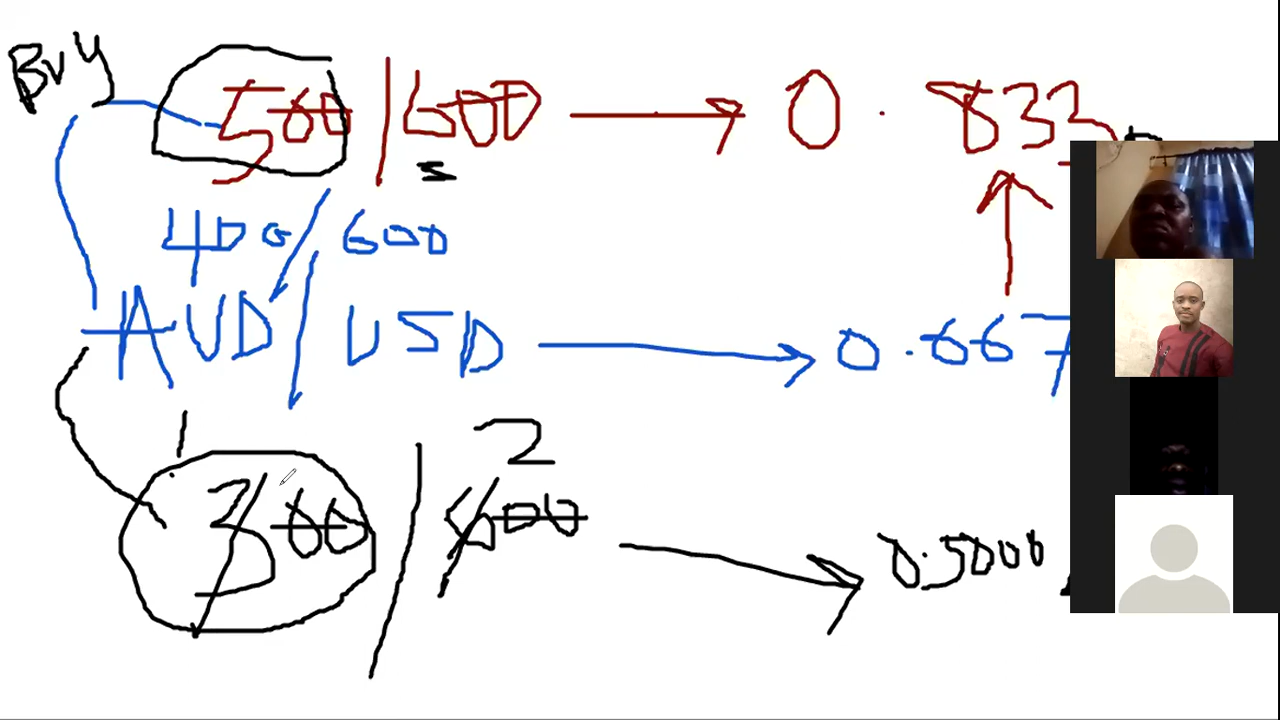 BUY
500/600 → 0.833
400/600
AUD/USD → 0.667
1 2
300/600 → 0.5000